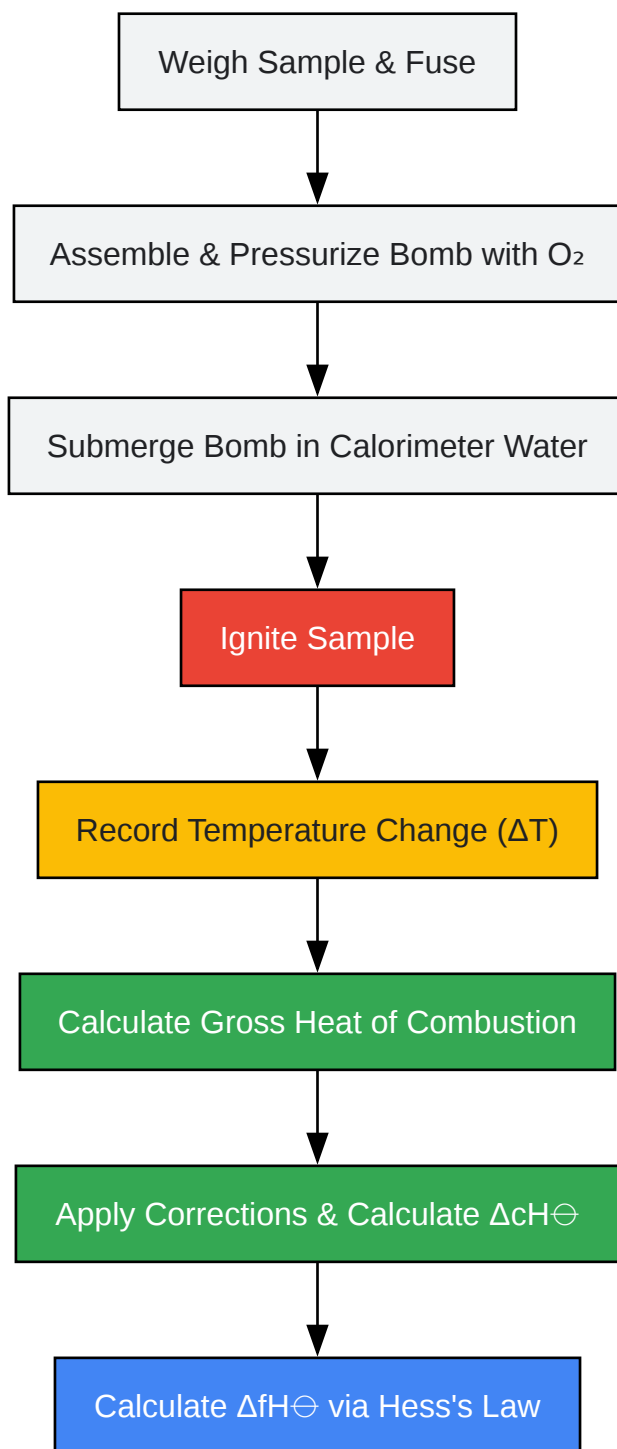 Weigh Sample & Fuse
Assemble & Pressurize Bomb with O₂
Submerge Bomb in Calorimeter Water
Ignite Sample
Record Temperature Change (ΔT)
Calculate Gross Heat of Combustion
Apply Corrections & Calculate ΔcH⦵
Calculate ΔfH⦵ via Hess's Law